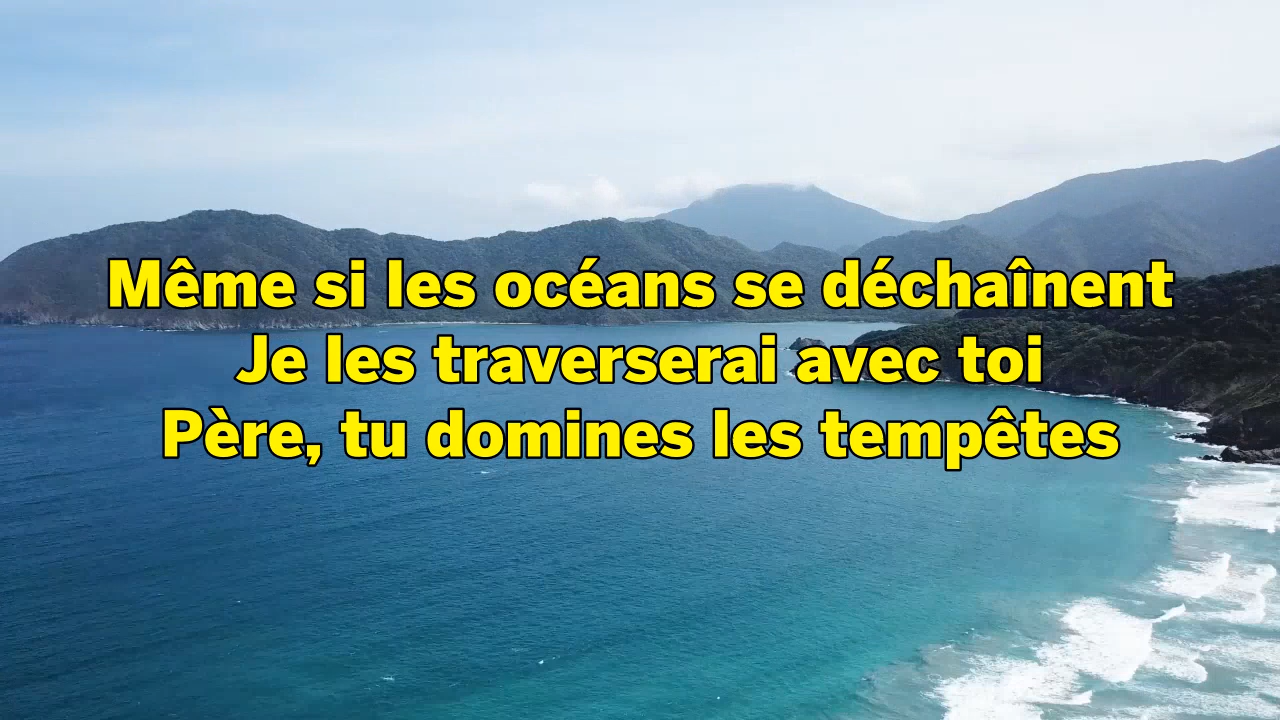 Même si les océans se déchaînent
Je les traverserai avec toi
Père, tu domines les tempêtes